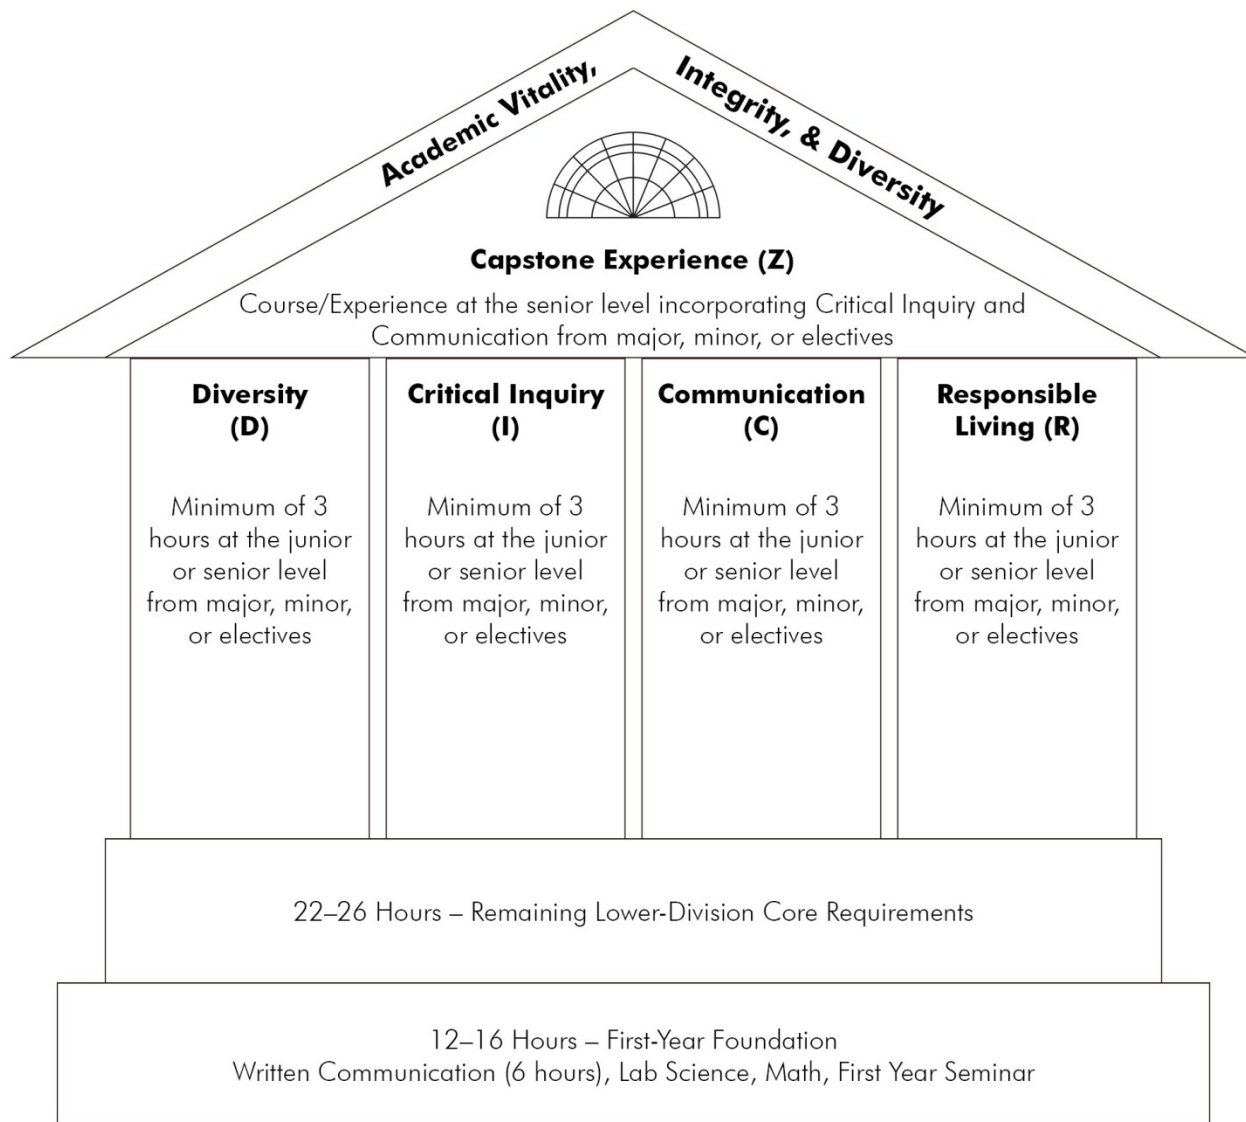 Academic Vitality,
Integrity, & Diversity
Capstone Experience (Z)
Course/Experience at the senior level incorporating Critical Inquiry and
Communication from major, minor, or electives
Diversity
(D)
Minimum of 3
hours at the junior
or senior level
from major, minor,
or electives
Critical Inquiry
(I)
Minimum of 3
hours at the junior
or senior level
from major, minor,
or electives
Communication
(C)
Minimum of 3
hours at the junior
or senior level
from major, minor,
or electives
Responsible
Living (R)
Minimum of 3
hours at the junior
or senior level
from major, minor,
or electives
22–26 Hours – Remaining Lower-Division Core Requirements
12–16 Hours – First-Year Foundation
Written Communication (6 hours), Lab Science, Math, First Year Seminar